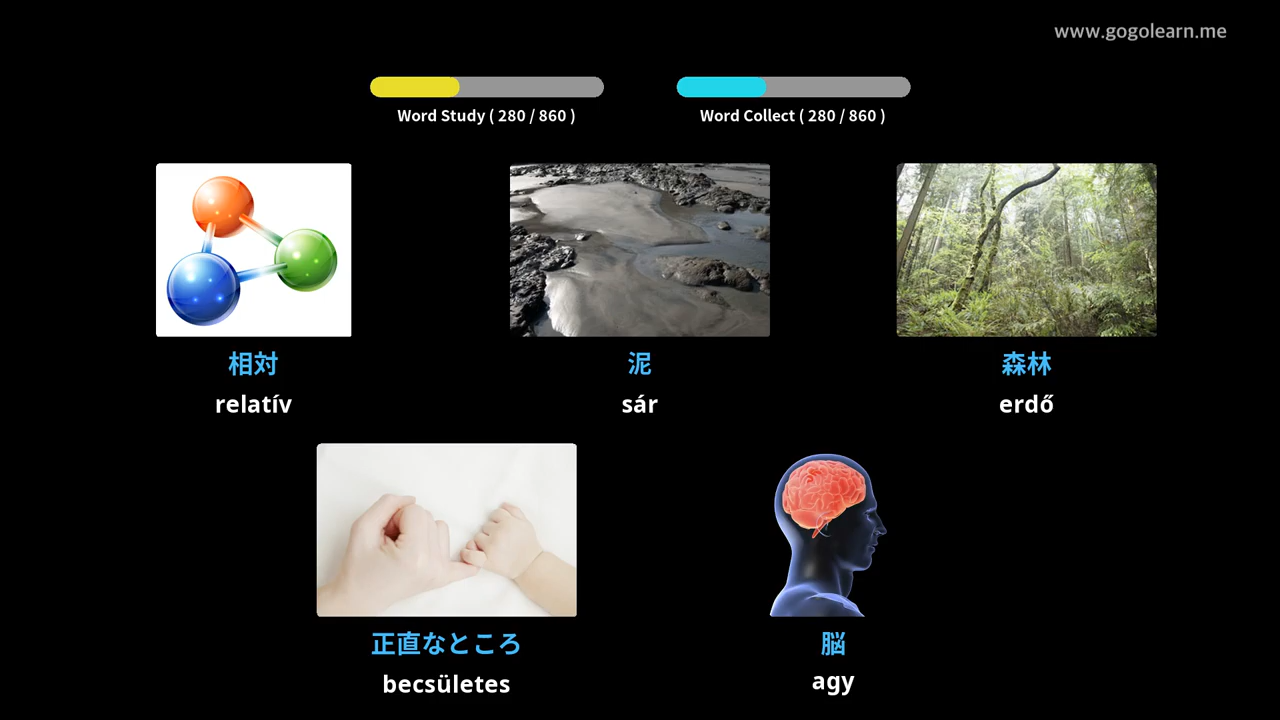 www.gogolearn.me
Word Study ( 280 / 860 )
Word Collect ( 280 / 860 )
相対
relatív
泥
sár
森林
erdő
正直なところ
becsületes
脳
agy